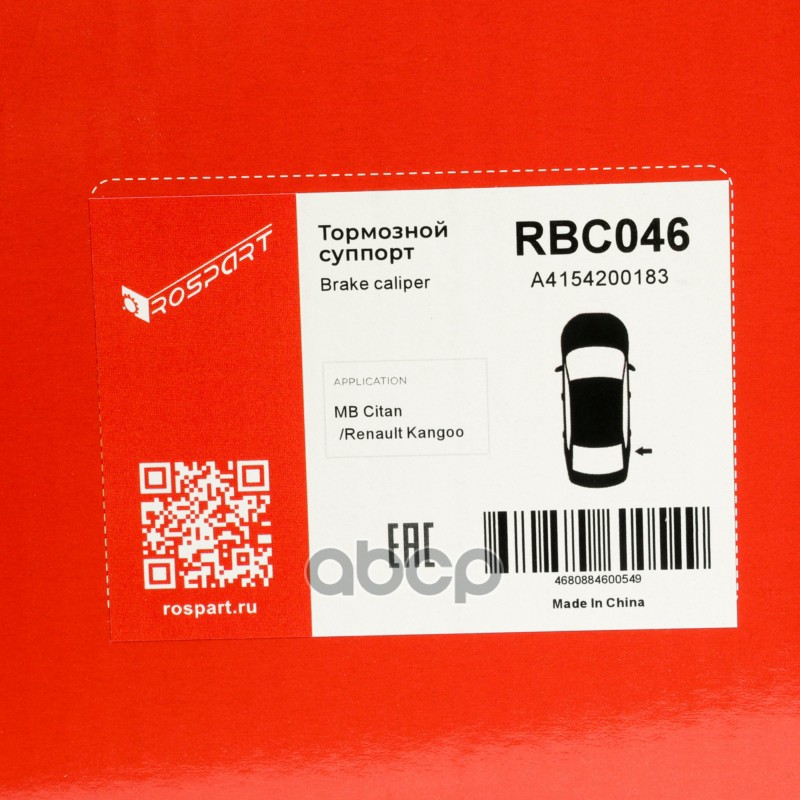 ROSPART
Тормозной
суппорт
Brake caliper
RBC046
A4154200183
APPLICATION
MB Citan
/Renault Kangoo
rospart.ru
EAC
abcp
4680884600549
Made In China